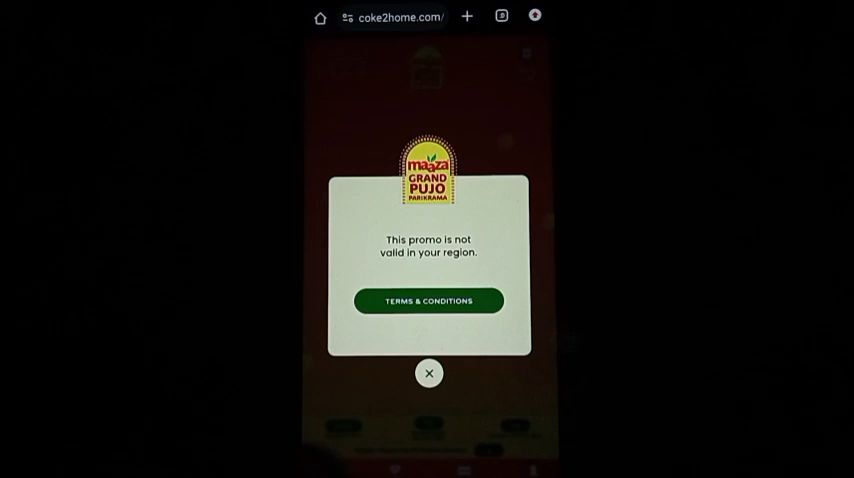 coke2home.com/
maaza
GRAND
PUJO
PARIKRAMA
This promo is not
valid in your region.
TERMS & CONDITIONS